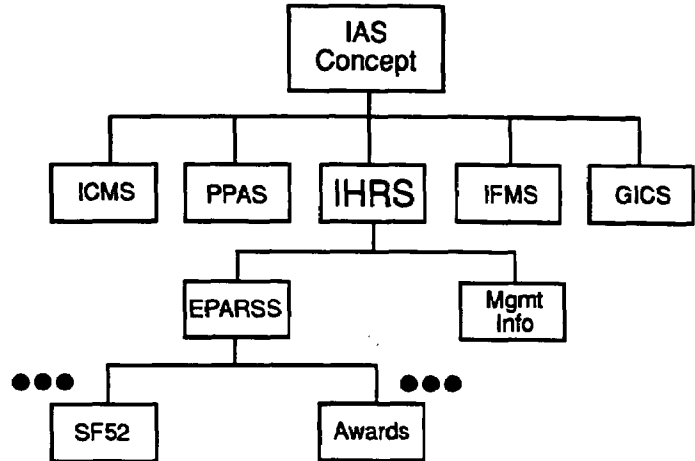 IAS
Concept
ICMS
PPAS
IHRS
IFMS
GICS
EPARSS
Mgmt
Info
SF52
Awards